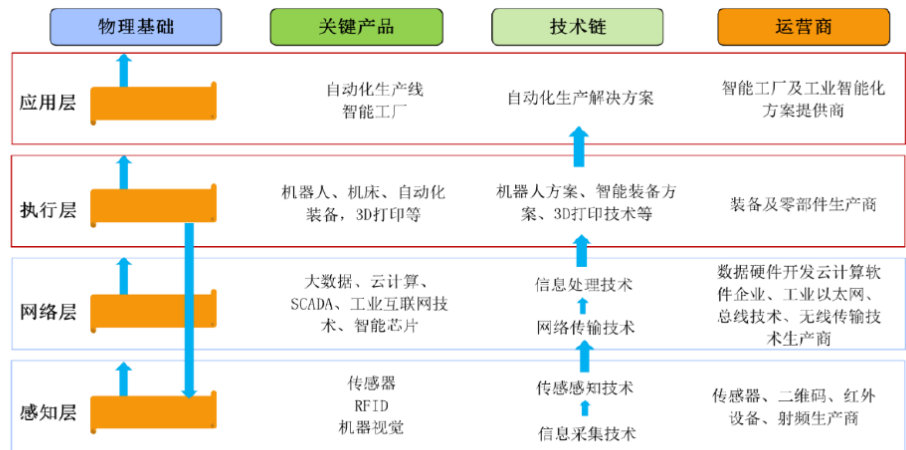 物理基础
关键产品
技术链
运营商
应用层
自动化生产线
智能工厂
自动化生产解决方案
智能工厂及工业智能化
方案提供商
执行层
机器人、机床、自动化
装备，3D打印等
机器人方案、智能装备方
案、3D打印技术等
装备及零部件生产商
网络层
大数据、云计算、
SCADA、工业互联网技
术、智能芯片
信息处理技术
网络传输技术
数据硬件开发云计算软
件企业、工业以太网、
总线技术、无线传输技
术生产商
感知层
传感器
RFID
机器视觉
传感感知技术
信息采集技术
传感器、二维码、红外
设备、射频生产商